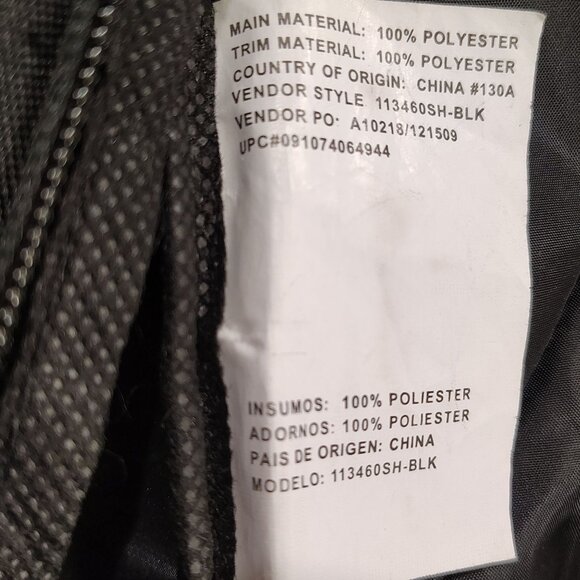 MAIN MATERIAL: 100% POLYESTER
TRIM MATERIAL: 100% POLYESTER
COUNTRY OF ORIGIN: CHINA #130A
VENDOR STYLE 113460SH-BLK
VENDOR PO: A10218/121509
UPC#091074064944
INSUMOS: 100% POLIESTER
ADORNOS: 100% POLIESTER
PAIS DE ORIGEN: CHINA
MODELO: 113460SH-BLK